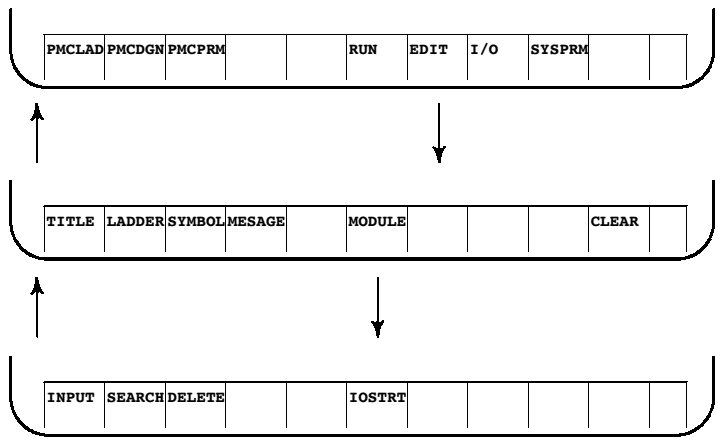 PMCLAD PMCDGN PMCPRM RUN EDIT I/O SYSPRM
TITLE LADDER SYMBOL MESAGE MODULE CLEAR
INPUT SEARCH DELETE IOSTRT